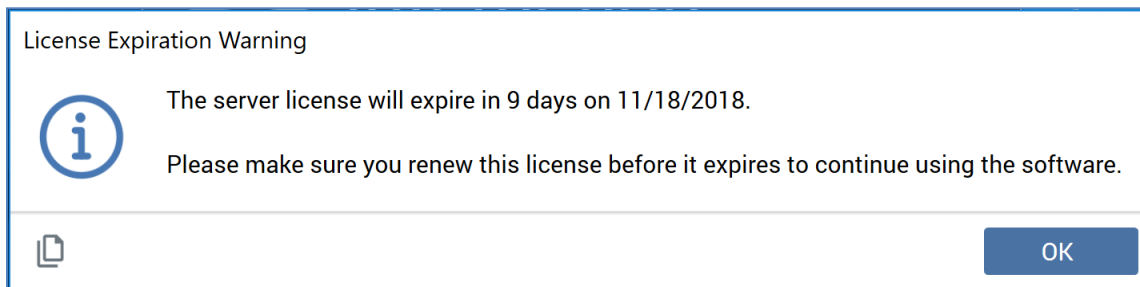 License Expiration Warning
The server license will expire in 9 days on 11/18/2018.
Please make sure you renew this license before it expires to continue using the software.
OK